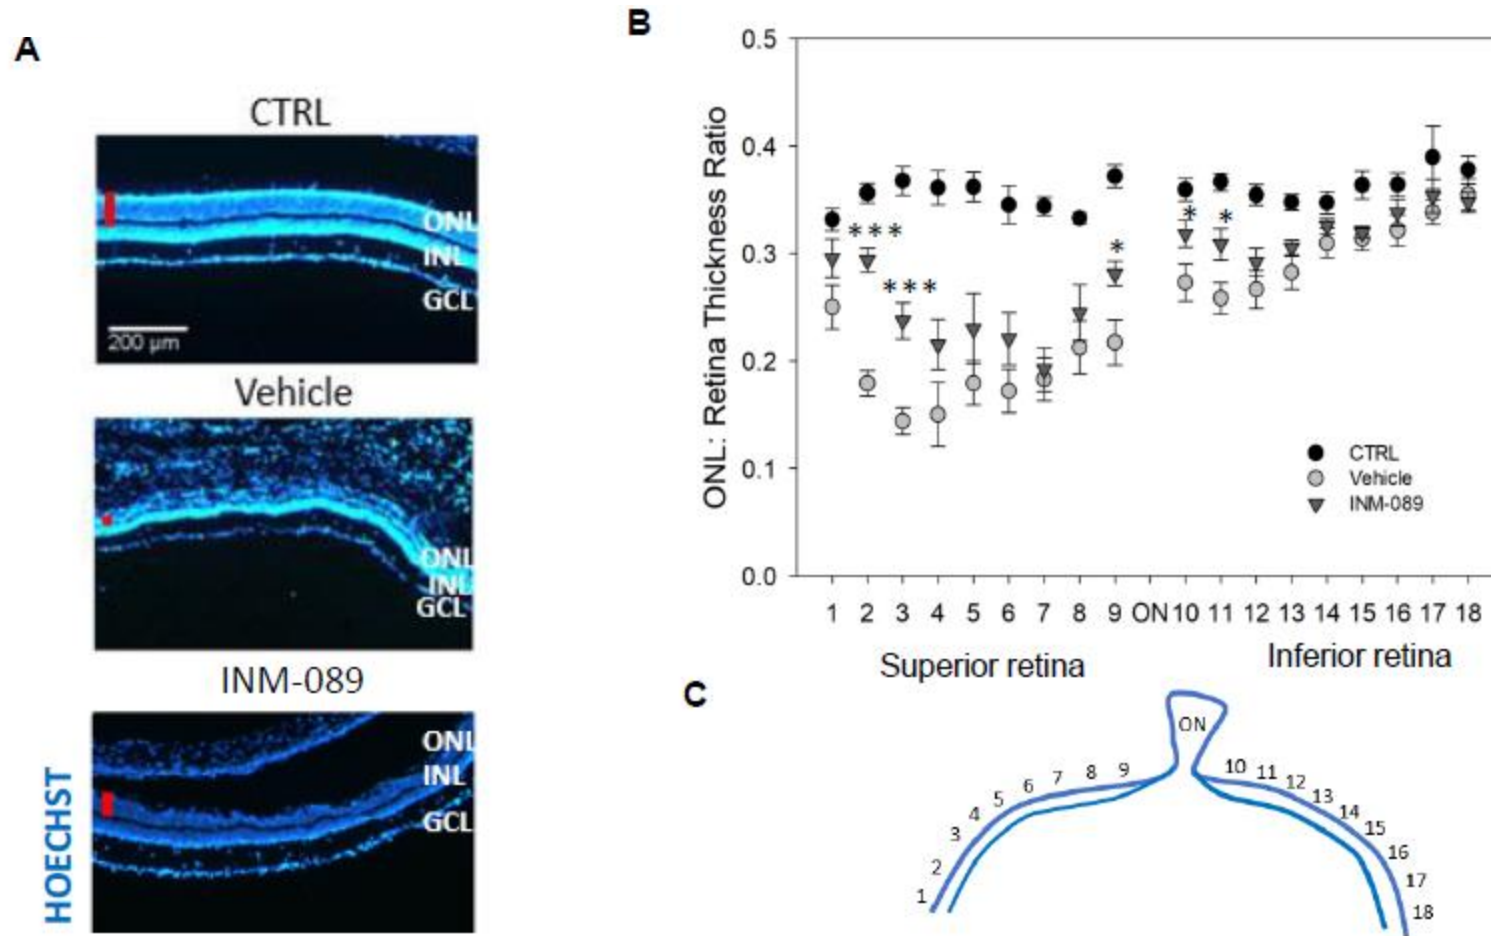 A
CTRL
ONL
INL
GCL
200 µm
Vehicle
ONL
INL
GCL
INM-089
ONL
INL
GCL
HOECHST
B
ONL: Retina Thickness Ratio
0.5
0.4
0.3
0.2
0.1
0.0
***
***
*
*
*
CTRL
Vehicle
INM-089
1 2 3 4 5 6 7 8 9 ON 10 11 12 13 14 15 16 17 18
Superior retina
Inferior retina
C
ON
1 2 3 4 5 6 7 8 9
10 11 12 13 14 15 16 17 18